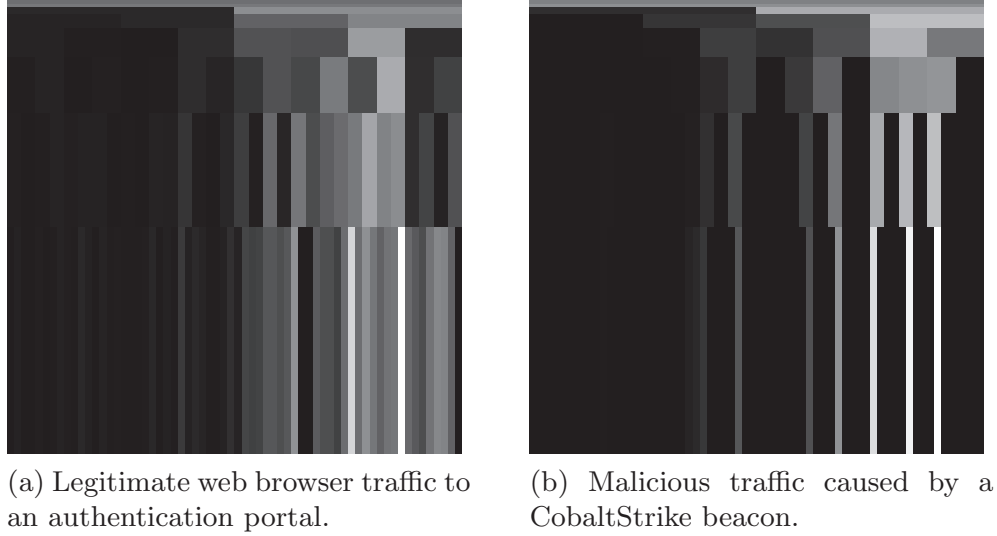 (a) Legitimate web browser traffic to
an authentication portal.
(b) Malicious traffic caused by a
CobaltStrike beacon.